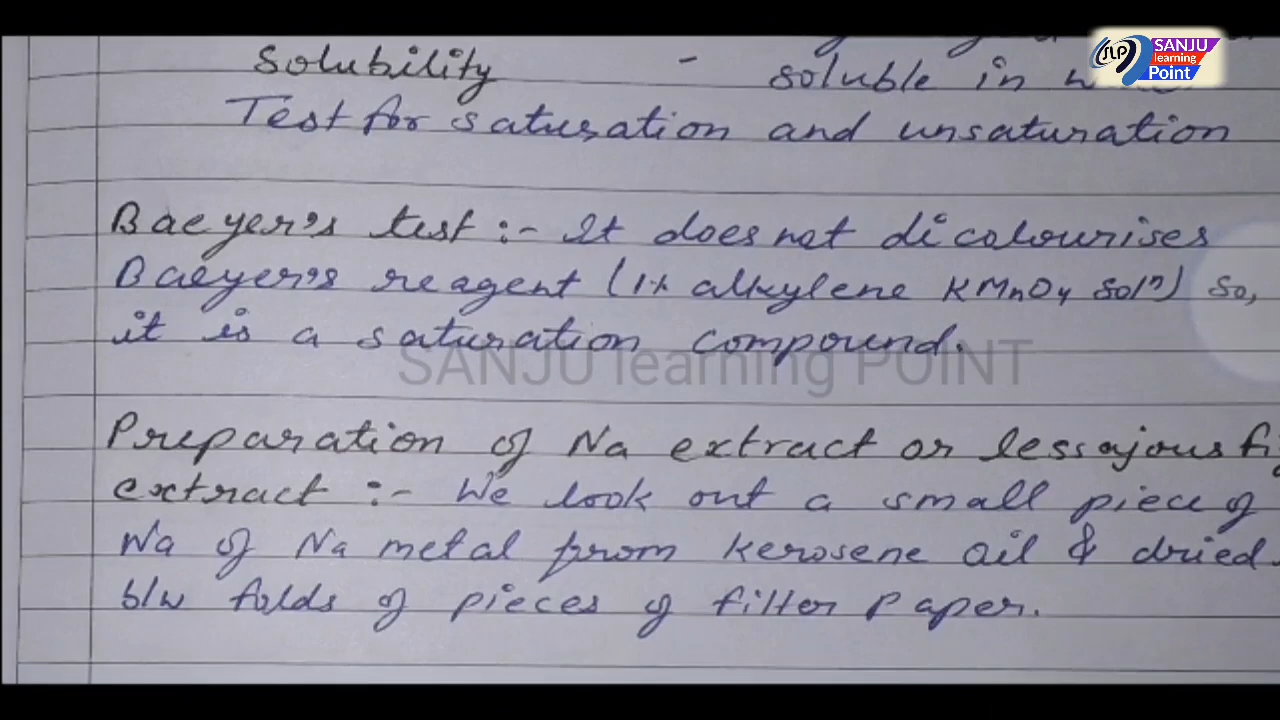 SANJU
learning
Point
Solubility - soluble in
Test for saturation and unsaturation
Baeyer's test :- It does not dicolourises
Baeyer's reagent (1% alkylene KMnO4 solⁿ) so,
it is a saturation compound.
SANJU learning POINT
Preparation of Na extract or lessajous
extract :- We look out a small piece of
Na of Na metal from kerosene oil & dried
b/w folds of pieces of filter paper.